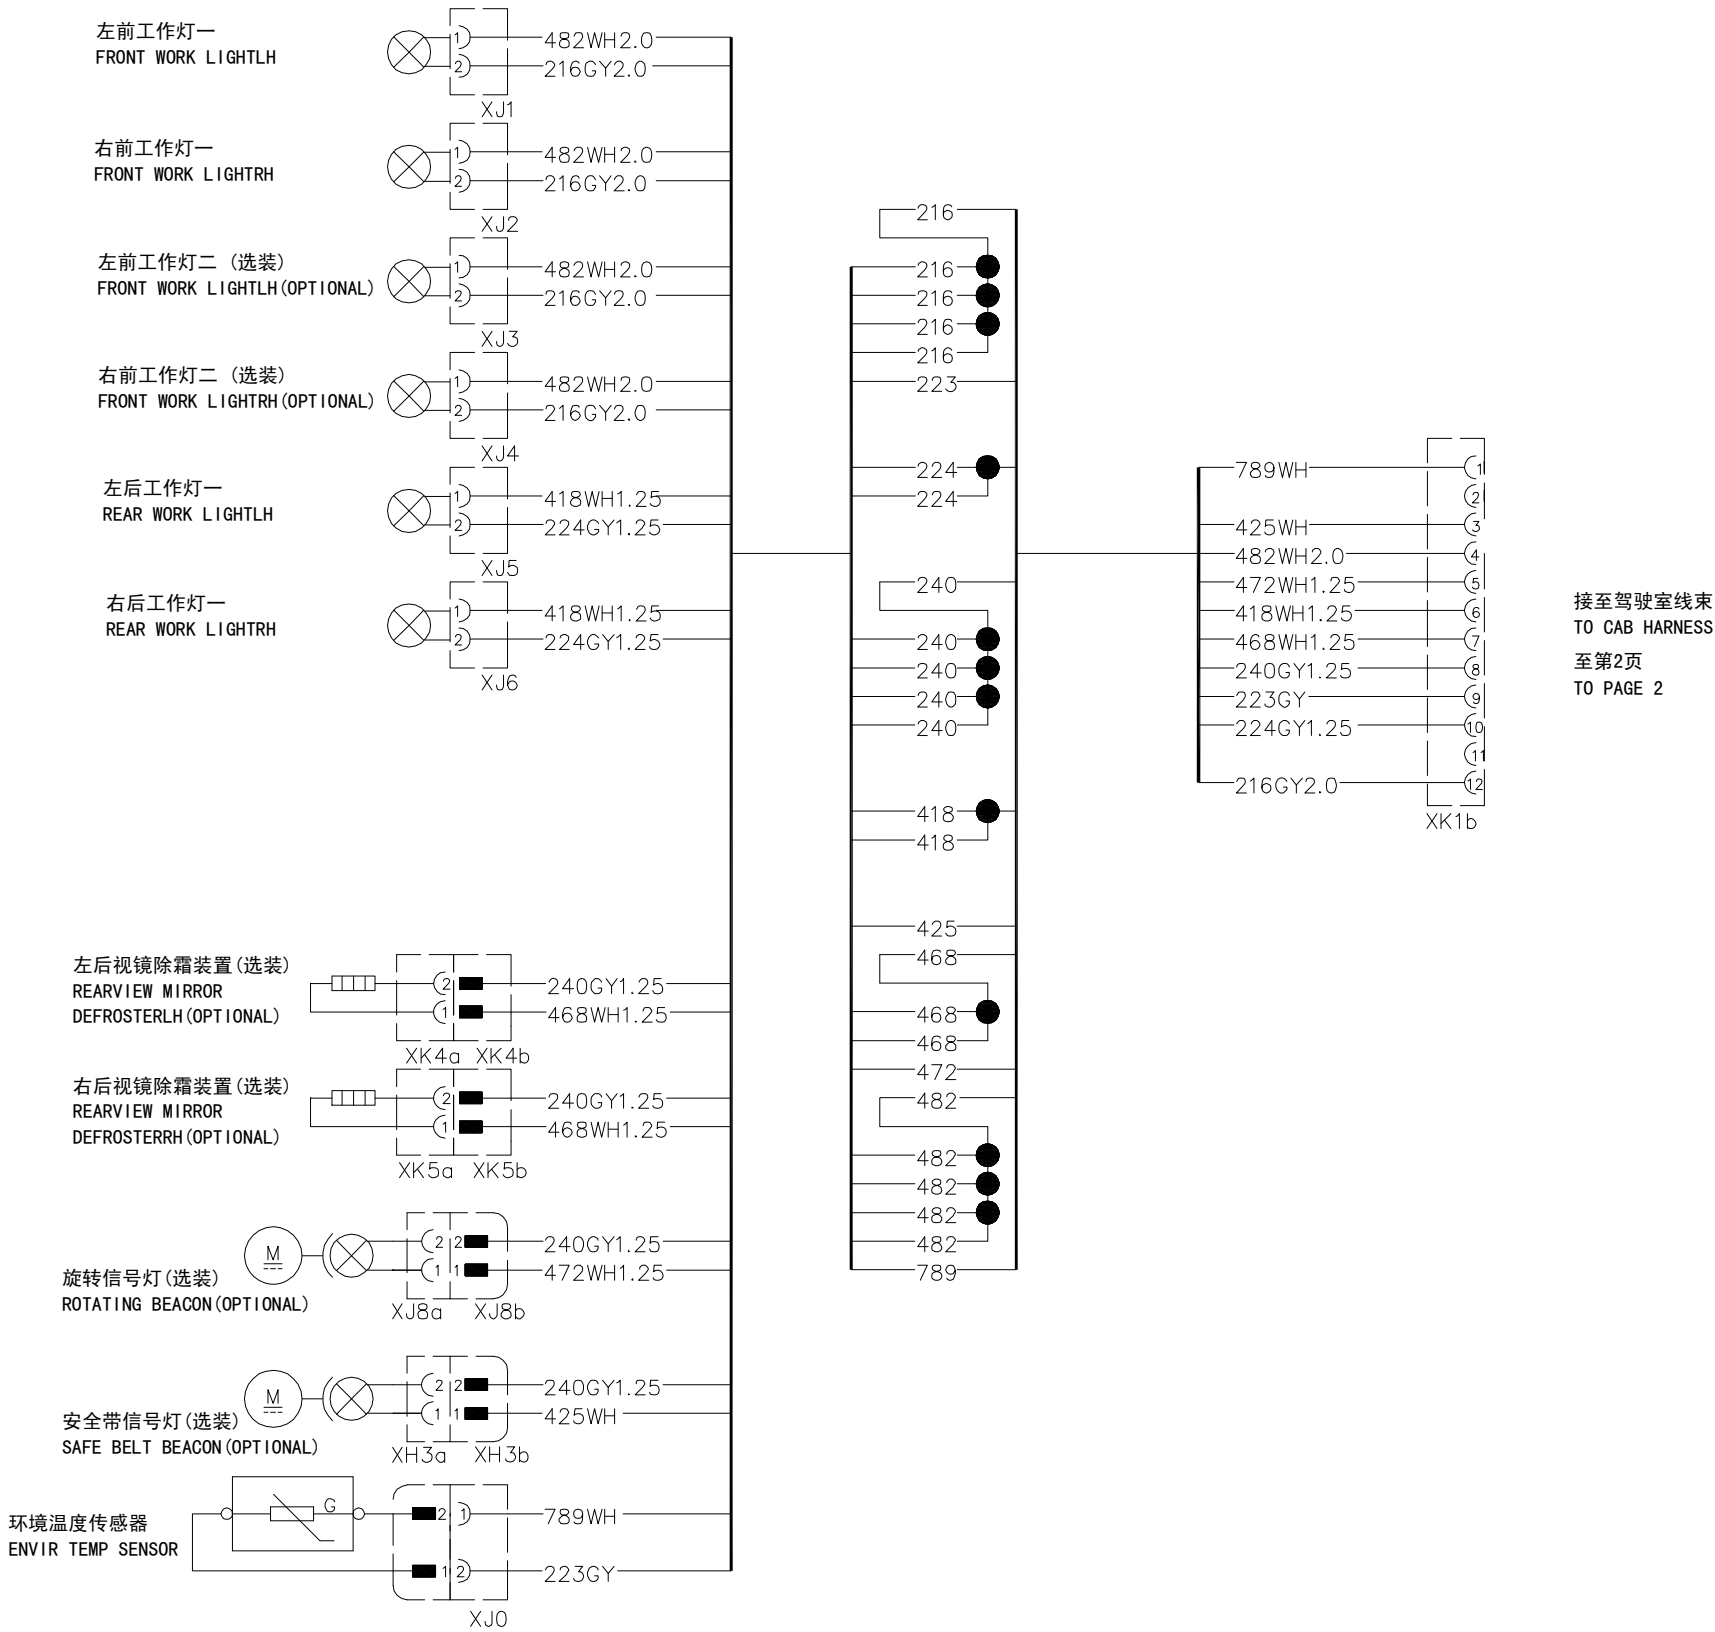 左前工作灯一
FRONT WORK LIGHTLH
1
482WH2.0
2
216GY2.0
XJ1
右前工作灯一
FRONT WORK LIGHTRH
1
482WH2.0
2
216GY2.0
XJ2
左前工作灯二 (选装)
FRONT WORK LIGHTLH(OPTIONAL)
1
482WH2.0
2
216GY2.0
XJ3
右前工作灯二 (选装)
FRONT WORK LIGHTRH(OPTIONAL)
1
482WH2.0
2
216GY2.0
XJ4
左后工作灯一
REAR WORK LIGHTLH
1
418WH1.25
2
224GY1.25
XJ5
右后工作灯一
REAR WORK LIGHTRH
1
418WH1.25
2
224GY1.25
XJ6
左后视镜除霜装置(选装)
REARVIEW MIRROR
DEFROSTERLH(OPTIONAL)
2
240GY1.25
1
468WH1.25
XK4a XK4b
右后视镜除霜装置(选装)
REARVIEW MIRROR
DEFROSTERRH(OPTIONAL)
2
240GY1.25
1
468WH1.25
XK5a XK5b
M
旋转信号灯(选装)
ROTATING BEACON(OPTIONAL)
2 2
240GY1.25
1 1
472WH1.25
XJ8a XJ8b
M
安全带信号灯(选装)
SAFE BELT BEACON(OPTIONAL)
2 2
240GY1.25
1 1
425WH
XH3a XH3b
环境温度传感器
ENVIR TEMP SENSOR
G
2 1
789WH
1 2
223GY
XJ0
216
216
216
216
216
223
224
224
240
240
240
240
240
418
418
425
468
468
468
472
482
482
482
482
482
789
789WH
1
2
425WH
3
482WH2.0
4
472WH1.25
5
418WH1.25
6
468WH1.25
7
240GY1.25
8
223GY
9
224GY1.25
10
11
216GY2.0
12
XK1b
接至驾驶室线束
TO CAB HARNESS
至第2页
TO PAGE 2